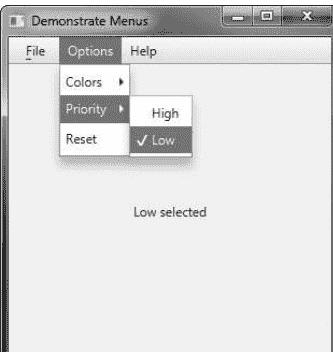 Demonstrate Menus
File Options Help
Colors
Priority
High
Reset
Low
Low selected